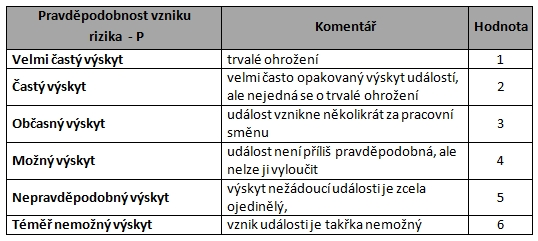 Pravděpodobnost vzniku
rizika - P
Komentář
Hodnota
Velmi častý výskyt
trvalé ohrožení
1
Častý výskyt
velmi často opakovaný výskyt událostí,
ale nejedná se o trvalé ohrožení
2
Občasný výskyt
událost vznikne několikrát za pracovní
směnu
3
Možný výskyt
událost není příliš pravděpodobná, ale
nelze ji vyloučit
4
Nepravděpodobný výskyt
výskyt nežádoucí události je zcela
ojedinělý,
5
Téměř nemožný výskyt
vznik události je takřka nemožný
6